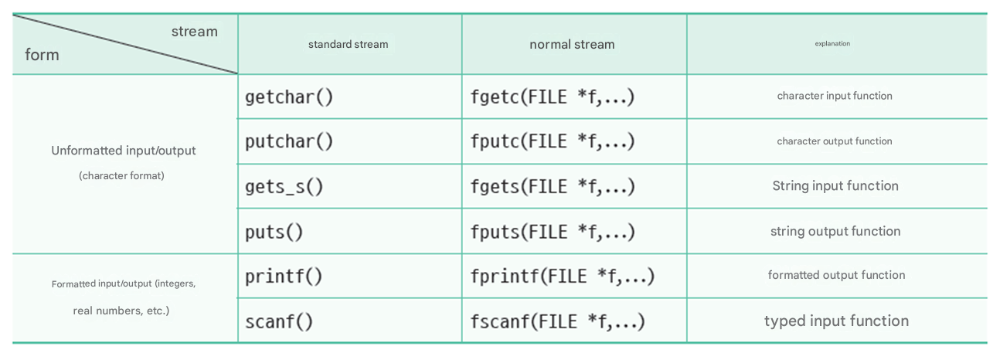 stream
form
standard stream
normal stream
explanation
Unformatted input/output
(character format)
getchar()
fgetc(FILE *f,...)
character input function
putchar()
fputc(FILE *f,...)
character output function
gets_s()
fgets(FILE *f,...)
String input function
puts()
fputs(FILE *f,...)
string output function
Formatted input/output (integers,
real numbers, etc.)
printf()
fprintf(FILE *f,...)
formatted output function
scanf()
fscanf(FILE *f,...)
typed input function